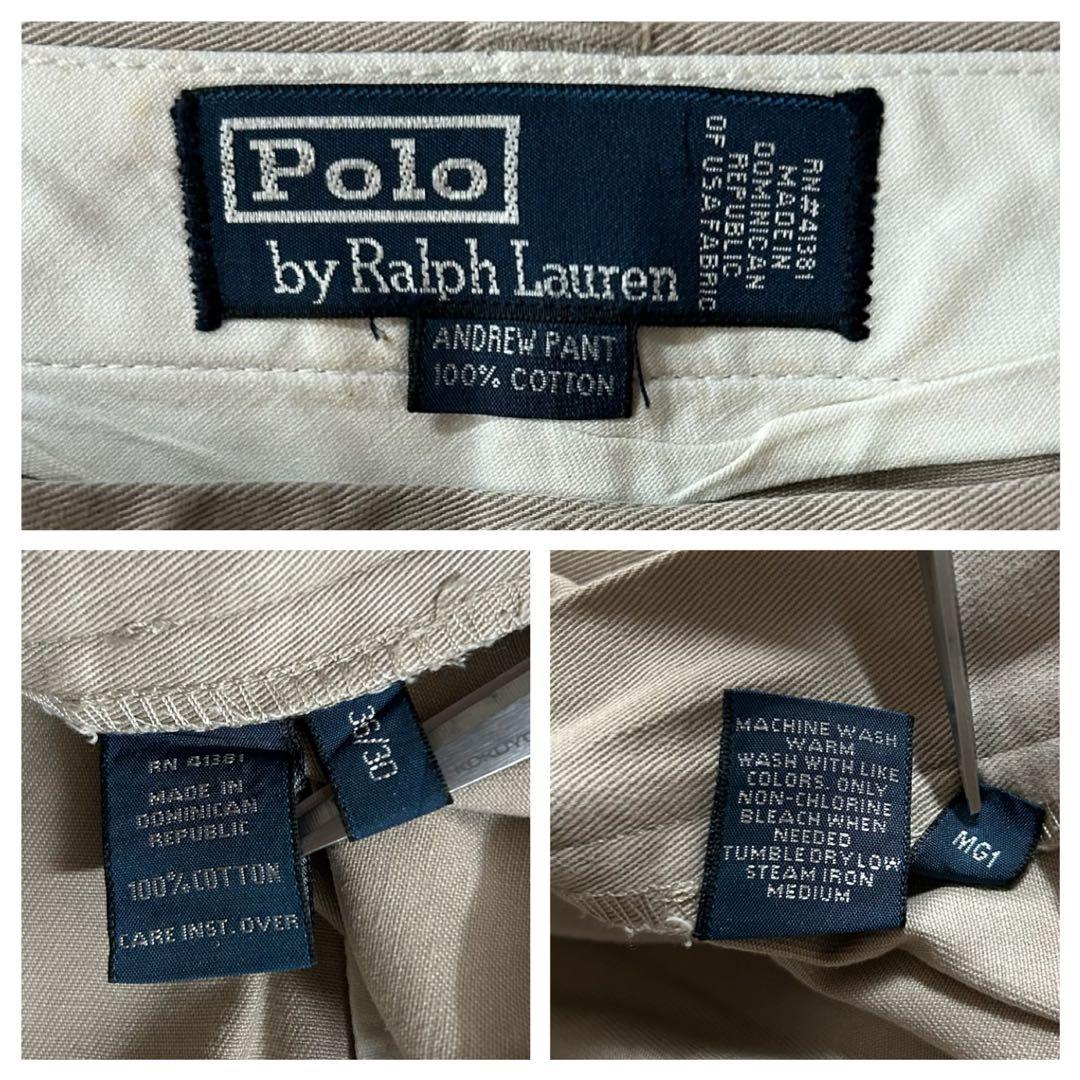 Polo
by Ralph Lauren
RN#41381
MADE IN
DOMINICAN
REPUBLIC
OF USA FABRIC
ANDREW PANT
100% COTTON
RN 41381
MADE IN
DOMINICAN
REPUBLIC
100% COTTON
CARE INST. OVER
36/30
KOKUYO
MACHINE WASH
WARM
WASH WITH LIKE
COLORS. ONLY
NON-CHLORINE
BLEACH WHEN
NEEDED
TUMBLE DRY LOW
STEAM IRON
MEDIUM
MG1